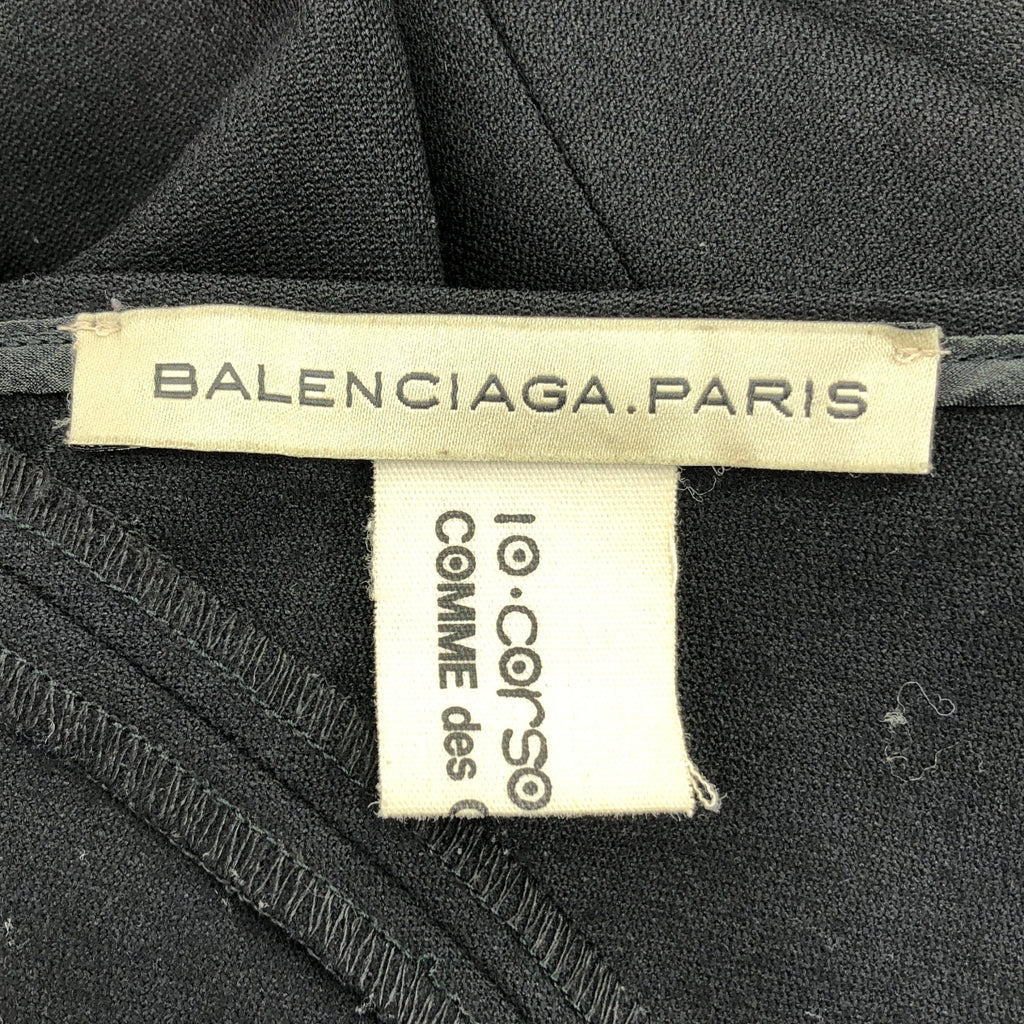 BALENCIAGA.PARIS
10·corso
COMME des